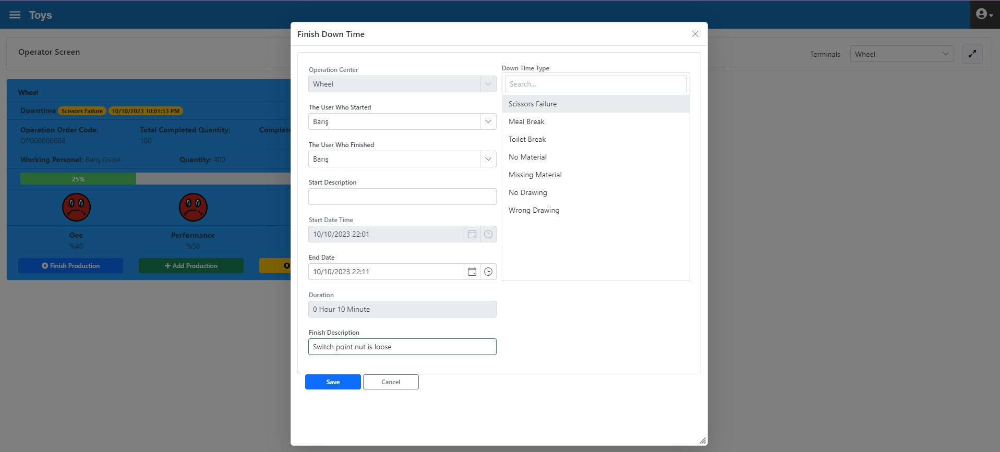 Toys
Operator Screen
Terminals Wheel
Wheel
Downtime Scissors Failure 10/10/2023 10:01:53 PM
Operation Order Code: Total Completed Quantity: Complete
OP000000004 100
Working Personel: Barış Güzel Quantity: 400
25%
Oee Performance
%40 %50
Finish Production Add Production
Finish Down Time
Operation Center
Wheel
The User Who Started
Barış
The User Who Finished
Barış
Start Description
Start Date Time
10/10/2023 22:01
End Date
10/10/2023 22:11
Duration
0 Hour 10 Minute
Finish Description
Switch point nut is loose
Down Time Type
Search...
Scissors Failure
Meal Break
Toilet Break
No Material
Missing Material
No Drawing
Wrong Drawing
Save Cancel